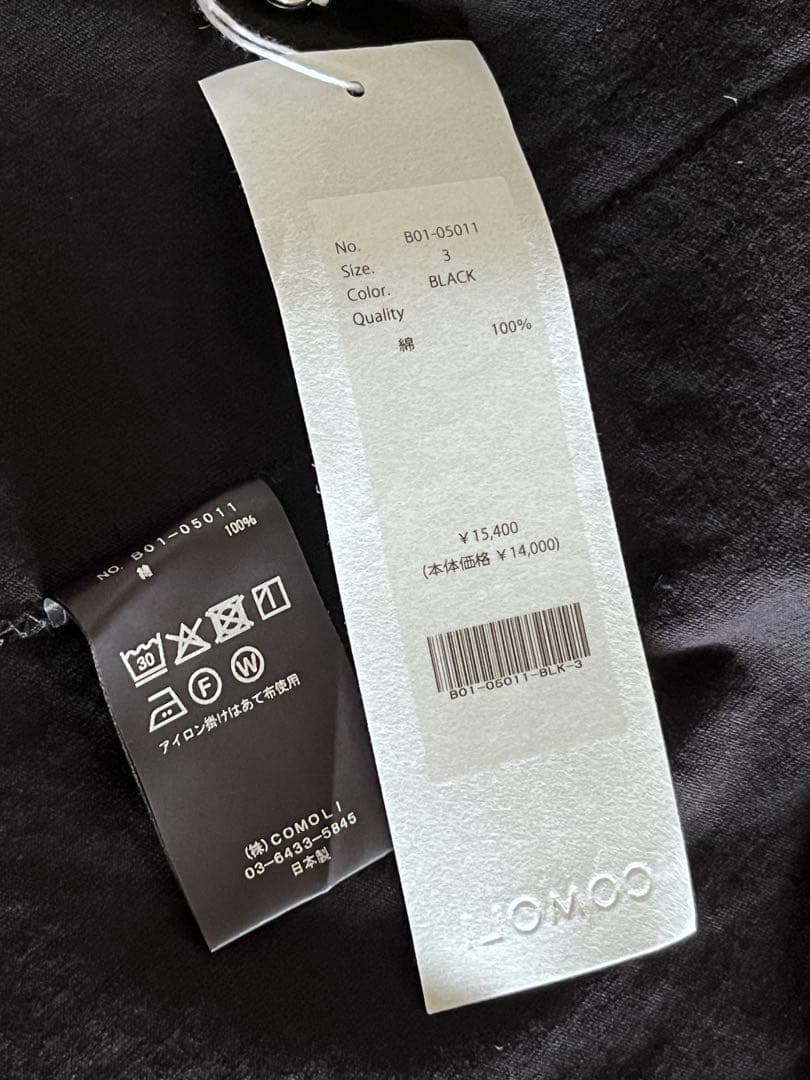 No. B01-05011
Size. 3
Color. BLACK
Quality
綿 100%
¥15,400
(本体価格 ¥14,000)
B01-05011-BLK-3
NO. B01-05011
綿 100%
30
F W
アイロン掛けはあて布使用
(株)COMOLI
03-6433-5845
日本製